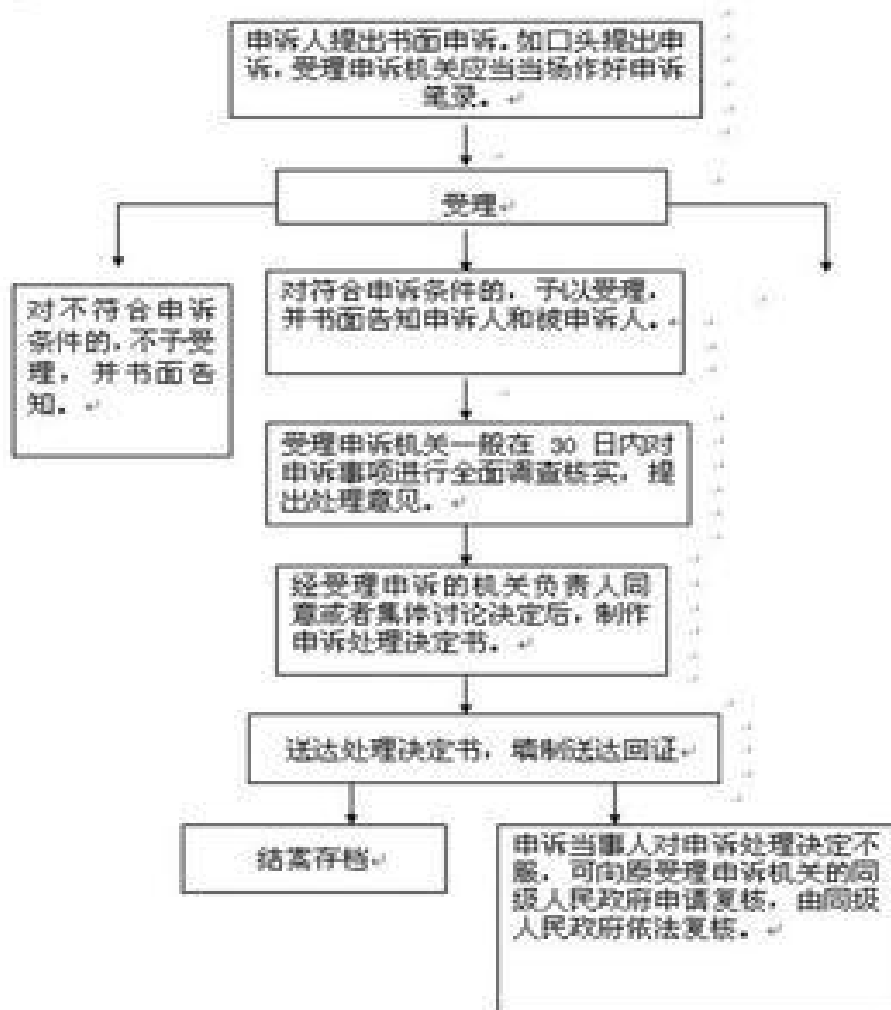 申诉人提出书面申诉。如口头提出申
诉，受理申诉机关应当当场作好申诉
笔录。
受理
对不符合申诉
条件的，不予受
理，并书面告
知。
对符合申诉条件的，予以受理，
并书面告知申诉人和被申诉人。
受理申诉机关一般在 30 日内对
申诉事项进行全面调查核实，提
出处理意见。
经受理申诉的机关负责人同
意或者集体讨论决定后，制作
申诉处理决定书。
送达处理决定书，填制送达回证
结案存档
申诉当事人对申诉处理决定不
服，可向原受理申诉机关的同
级人民政府申请复核，由同级
人民政府依法复核。